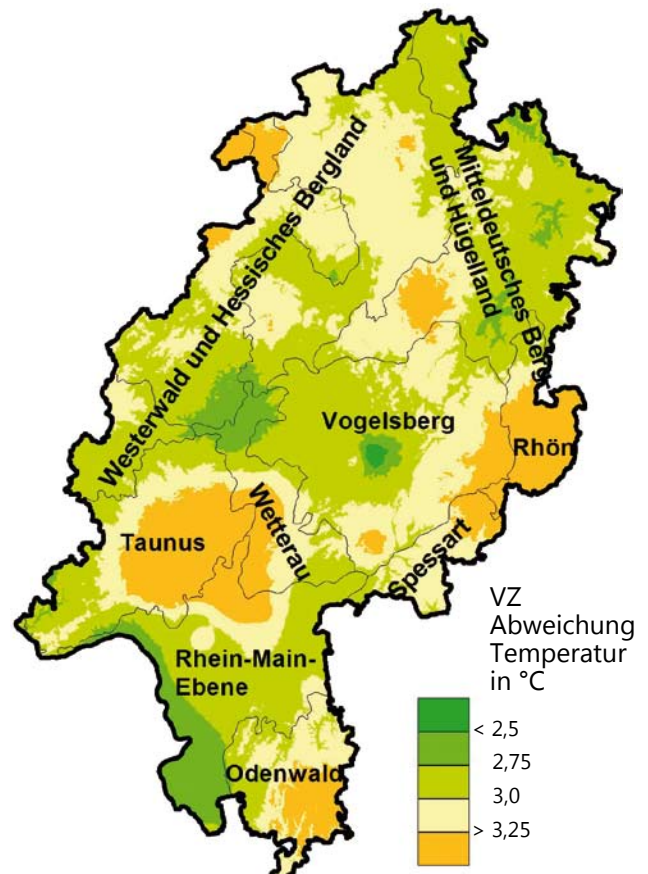 Westerwald und Hessisches Bergland
Mitteldeutsches Berg-
und Hügelland
Vogelsberg
Rhön
Wetterau
Taunus
Spessart
Rhein-Main-
Ebene
Odenwald
VZ
Abweichung
Temperatur
in °C
< 2,5
2,75
3,0
> 3,25